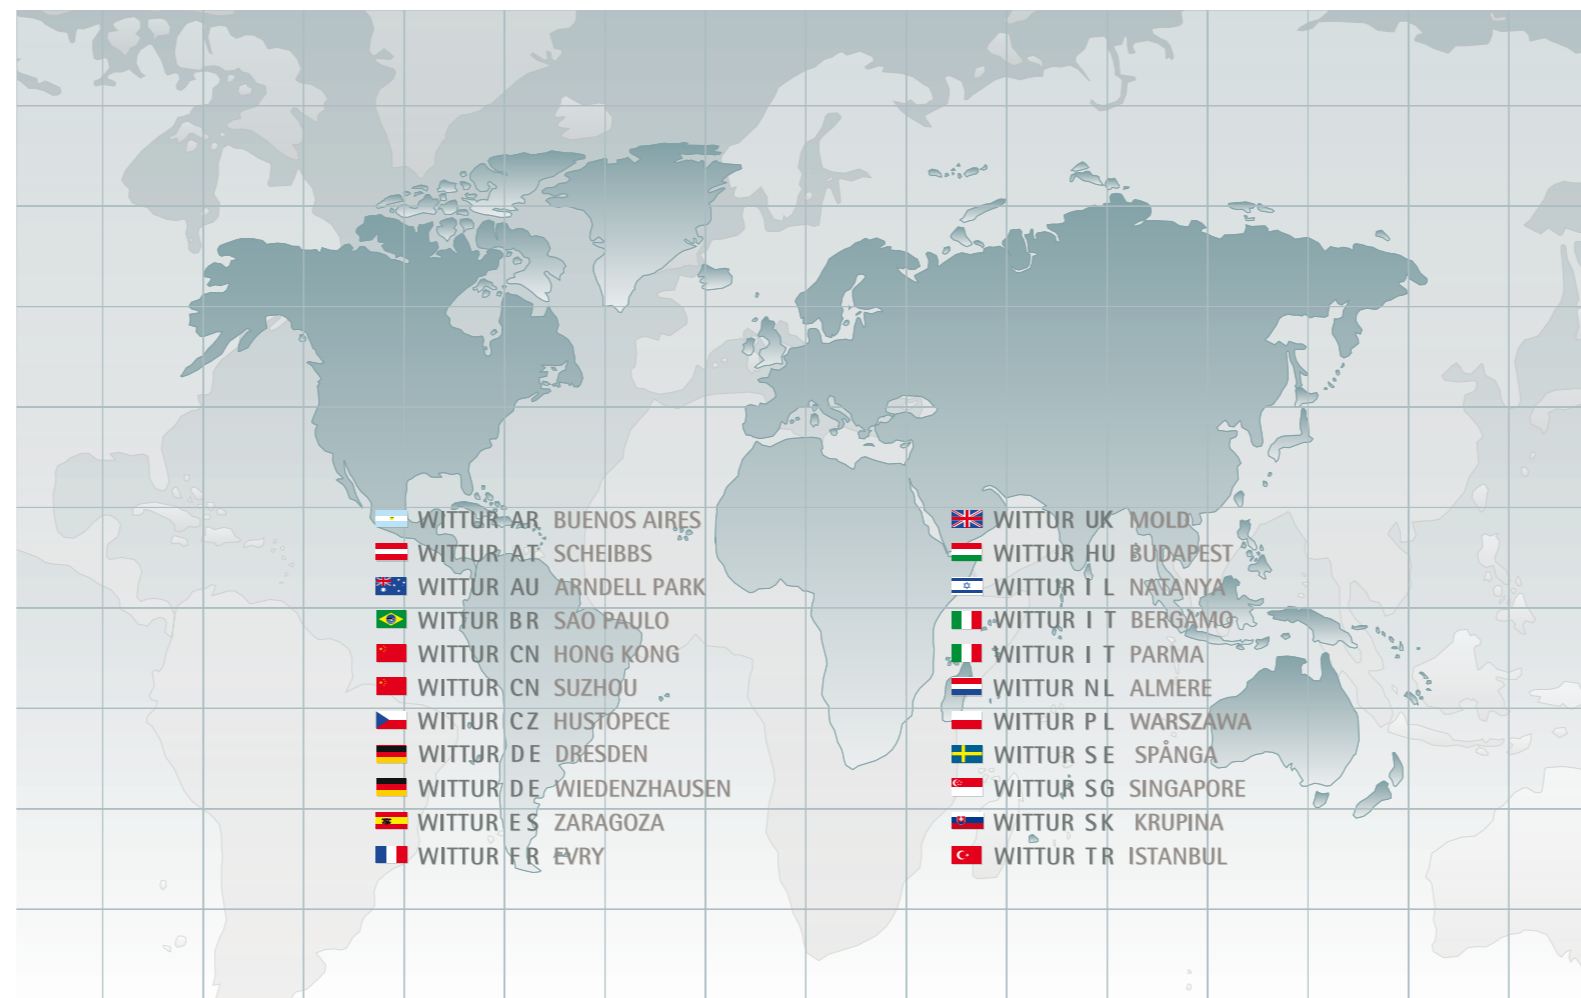 WITTUR AR BUENOS AIRES
WITTUR AT SCHEIBBS
WITTUR AU ARNDELL PARK
WITTUR BR SAO PAULO
WITTUR CN HONG KONG
WITTUR CN SUZHOU
WITTUR CZ HUSTOPECE
WITTUR DE DRESDEN
WITTUR DE WIEDENZHAUSEN
WITTUR ES ZARAGOZA
WITTUR FR EVRY
WITTUR UK MOLD
WITTUR HU BUDAPEST
WITTUR IL NATANYA
WITTUR IT BERGAMO
WITTUR IT PARMA
WITTUR NL ALMERE
WITTUR PL WARSZAWA
WITTUR SE SPÅNGA
WITTUR SG SINGAPORE
WITTUR SK KRUPINA
WITTUR TR ISTANBUL